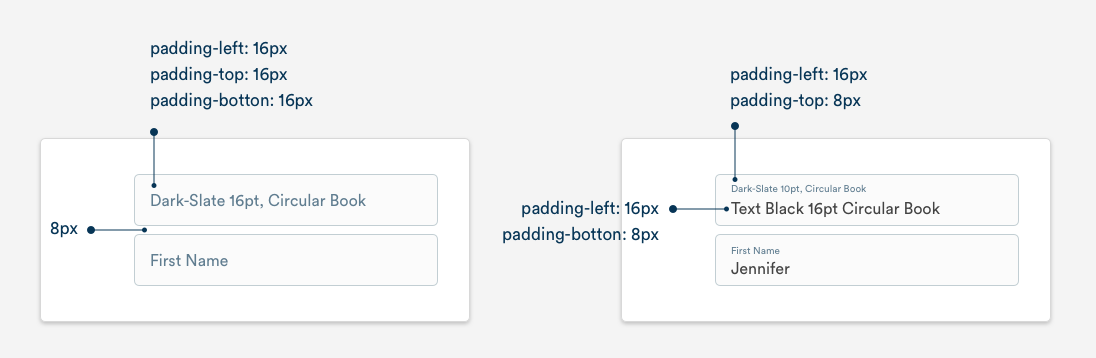 padding-left: 16px
padding-top: 16px
padding-botton: 16px
Dark-Slate 16pt, Circular Book
8px
First Name
padding-left: 16px
padding-top: 8px
Dark-Slate 10pt, Circular Book
padding-left: 16px
Text Black 16pt Circular Book
padding-botton: 8px
First Name
Jennifer